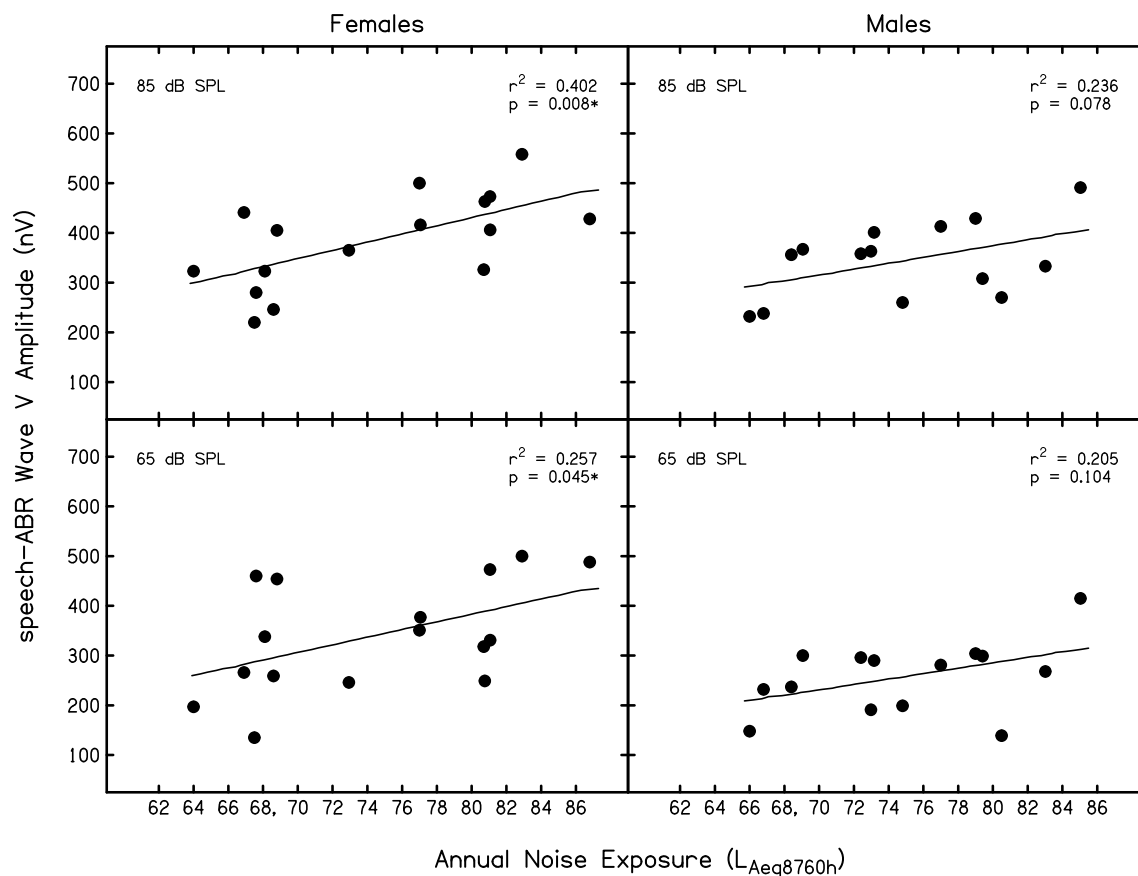 Females
Males
85 dB SPL
r² = 0.402
p = 0.008*
85 dB SPL
r² = 0.236
p = 0.078
700
600
500
400
300
200
100
65 dB SPL
r² = 0.257
p = 0.045*
65 dB SPL
r² = 0.205
p = 0.104
700
600
500
400
300
200
100
speech-ABR Wave V Amplitude (nV)
62 64 66 68, 70 72 74 76 78 80 82 84 86
62 64 66 68, 70 72 74 76 78 80 82 84 86
Annual Noise Exposure (LAeq8760h)